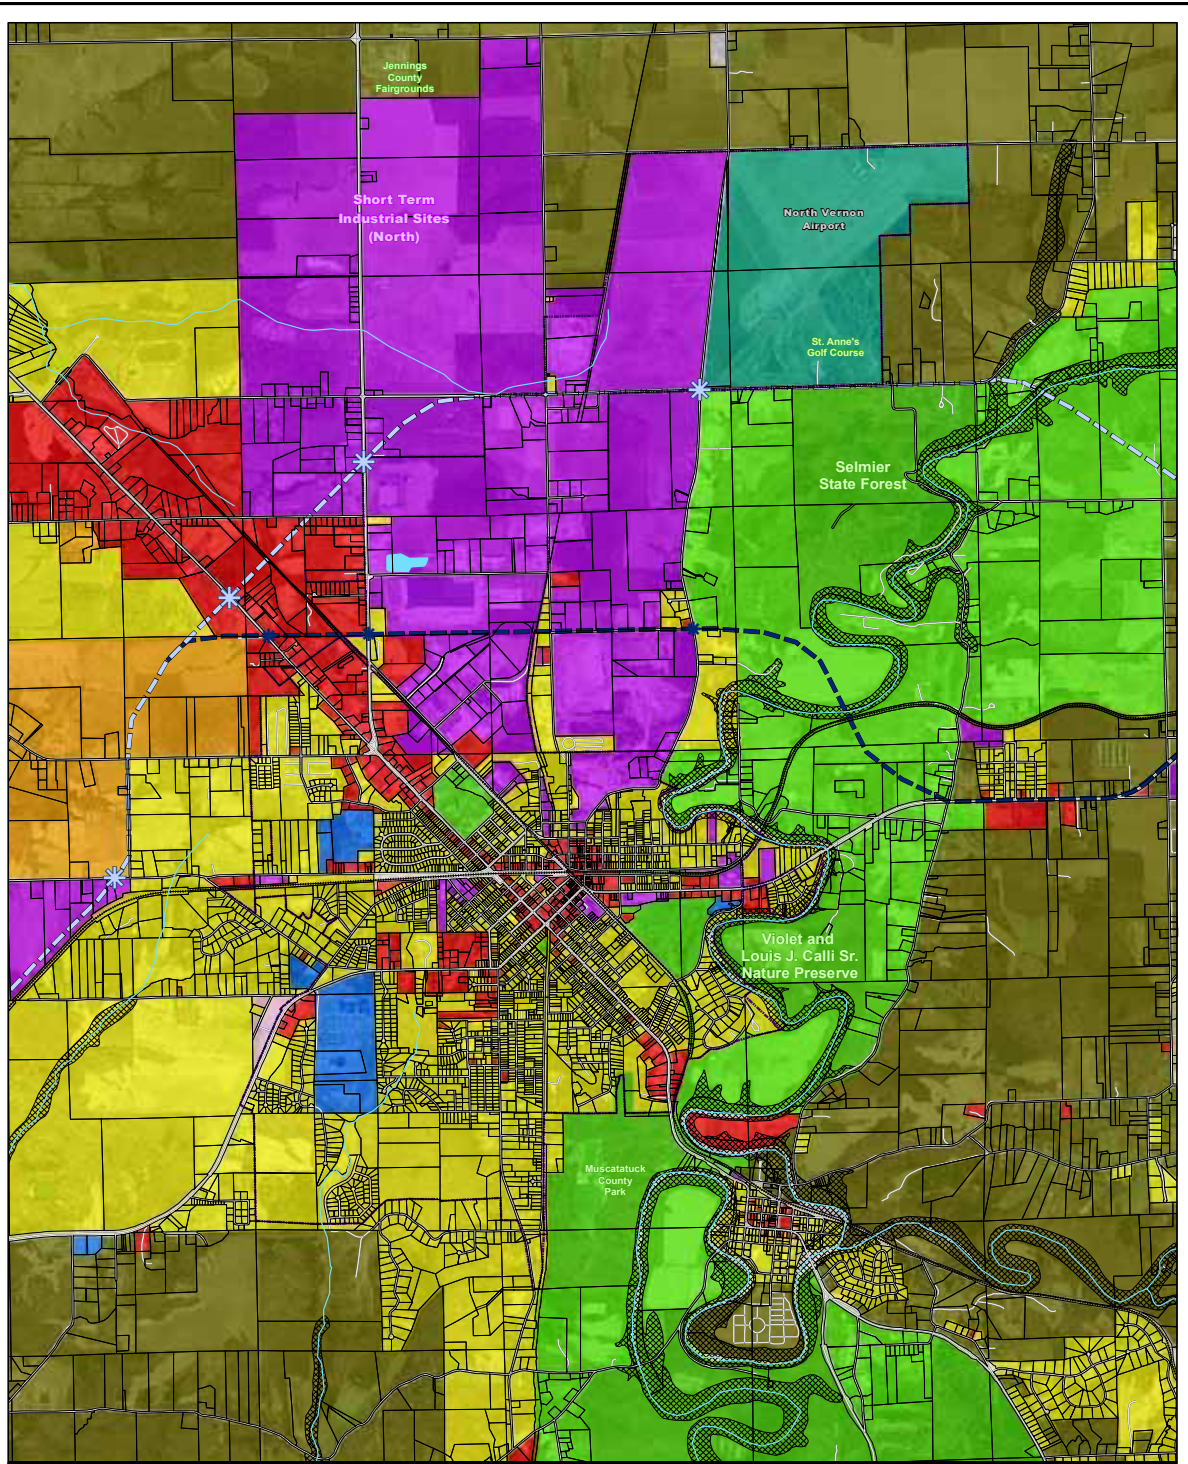 Jennings
County
Fairgrounds
Short Term
Industrial Sites
(North)
North Vernon
Airport
St. Anne's
Golf Course
Selmier
State Forest
Violet and
Louis J. Calli Sr.
Nature Preserve
Muscatatuck
County
Park